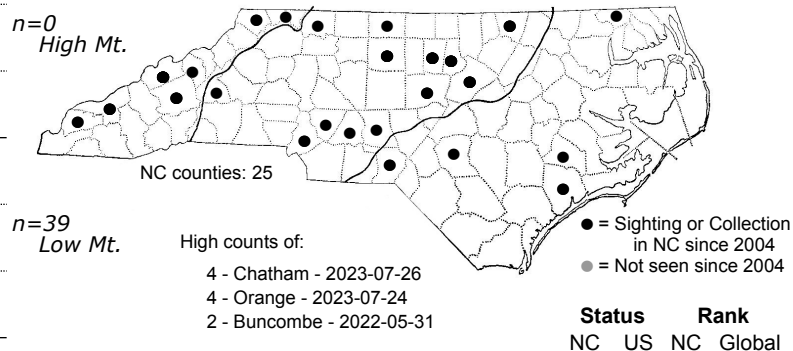 n=0
High Mt.
NC counties: 25
n=39
Low Mt.
High counts of:
4 - Chatham - 2023-07-26
4 - Orange - 2023-07-24
2 - Buncombe - 2022-05-31
= Sighting or Collection
in NC since 2004
= Not seen since 2004
Status Rank
NC US NC Global